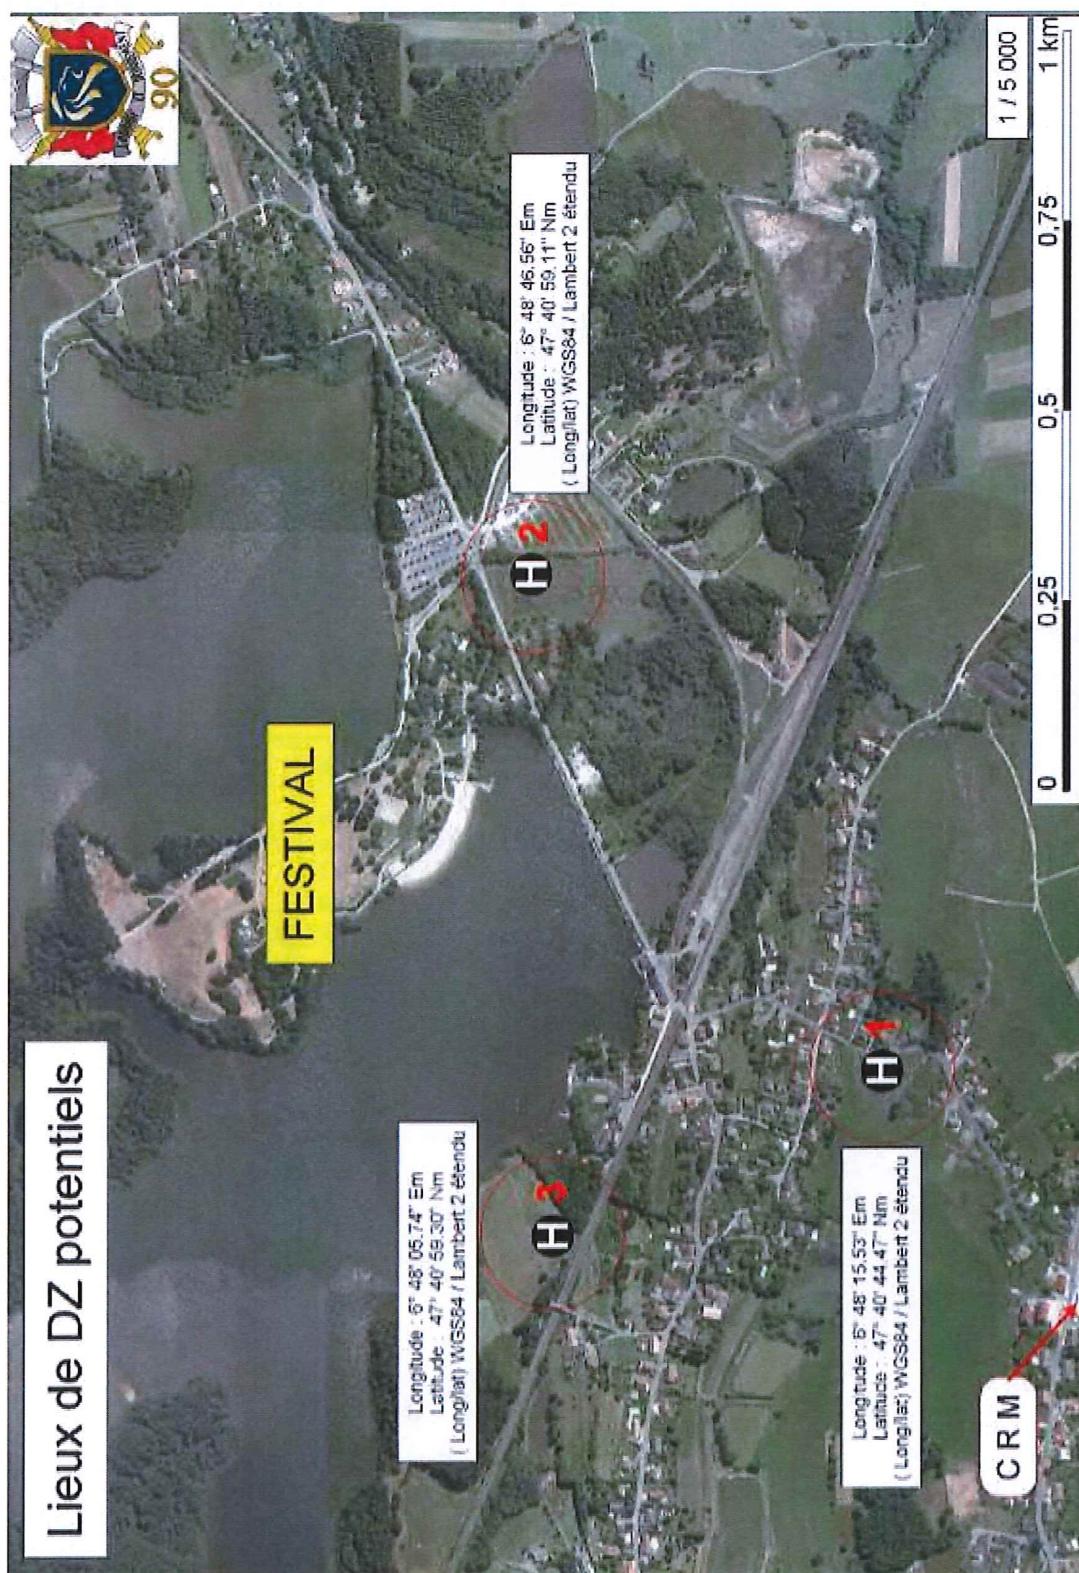 Lieux de DZ potentiels
90
FESTIVAL
Longitude : 6° 48' 05.74" Em
Latitude : 47° 40' 59.30" Nm
( Long/lat) WGS84 / Lambert 2 étendu
H 3
Longitude : 6° 48' 46.56" Em
Latitude : 47° 40' 59.11" Nm
( Long/lat) WGS84 / Lambert 2 étendu
H 2
Longitude : 6° 48' 15.53" Em
Latitude : 47° 40' 44.47" Nm
( Long/lat) WGS84 / Lambert 2 étendu
H 1
C R M
1 / 5 000
0 0,25 0,5 0,75 1 km